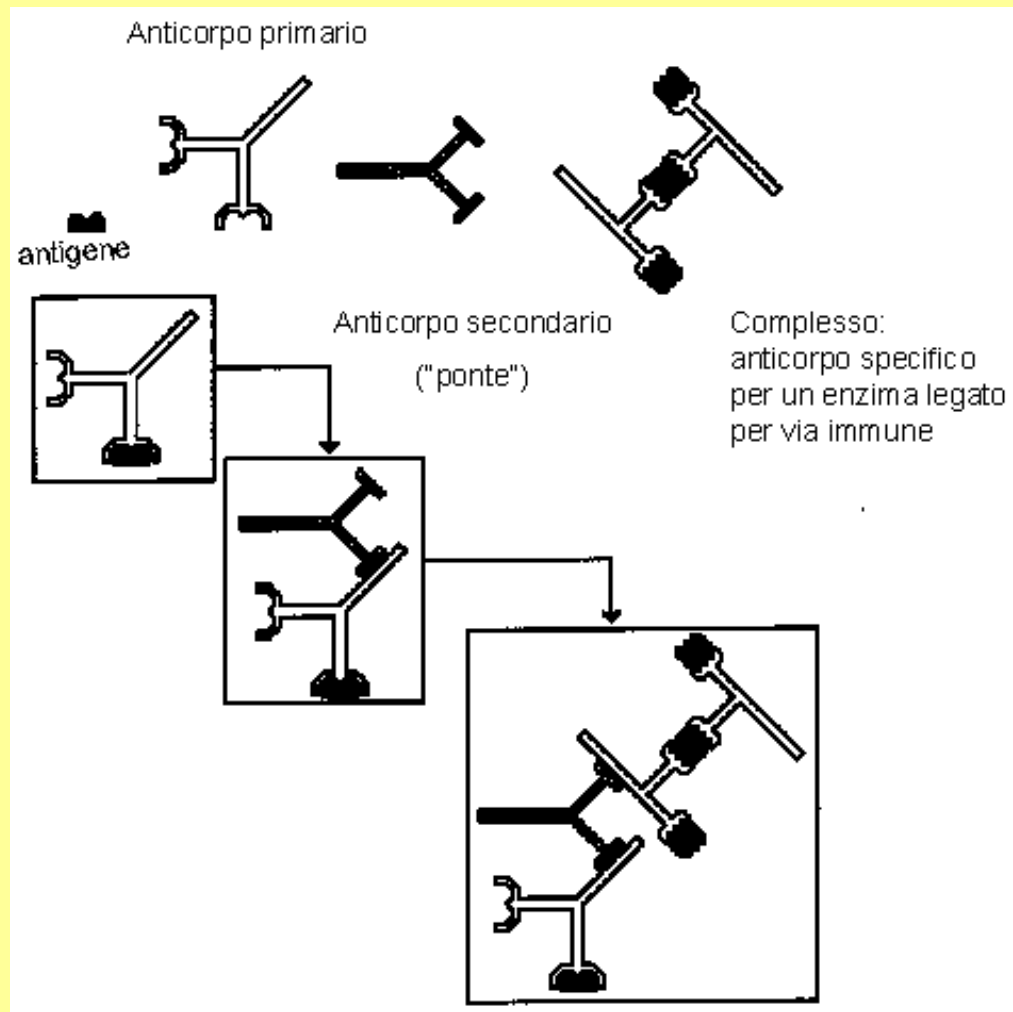 Anticorpo primario
antigene
Anticorpo secondario
("ponte")
Complesso:
anticorpo specifico
per un enzima legato
per via immune